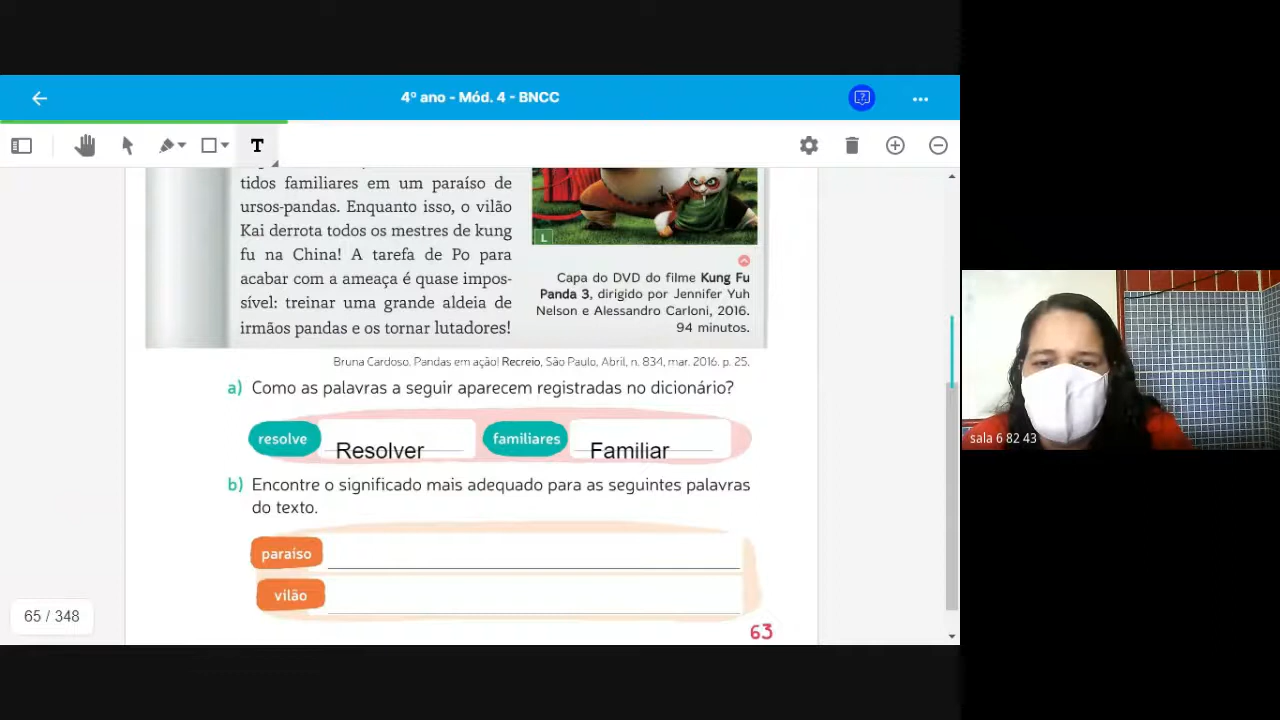 4º ano - Mód. 4 - BNCC
T
tidos familiares em um paraíso de
ursos-pandas. Enquanto isso, o vilão
Kai derrota todos os mestres de kung
fu na China! A tarefa de Po para
acabar com a ameaça é quase impos-
sível: treinar uma grande aldeia de
irmãos pandas e os tornar lutadores!
L
Capa do DVD do filme Kung Fu
Panda 3, dirigido por Jennifer Yuh
Nelson e Alessandro Carloni, 2016.
94 minutos.
Bruna Cardoso. Pandas em ação! Recreio, São Paulo, Abril, n. 834, mar. 2016. p. 25.
a) Como as palavras a seguir aparecem registradas no dicionário?
resolve Resolver familiares Familiar
b) Encontre o significado mais adequado para as seguintes palavras
do texto.
paraíso
vilão
63
65 / 348
sala 6 82 43